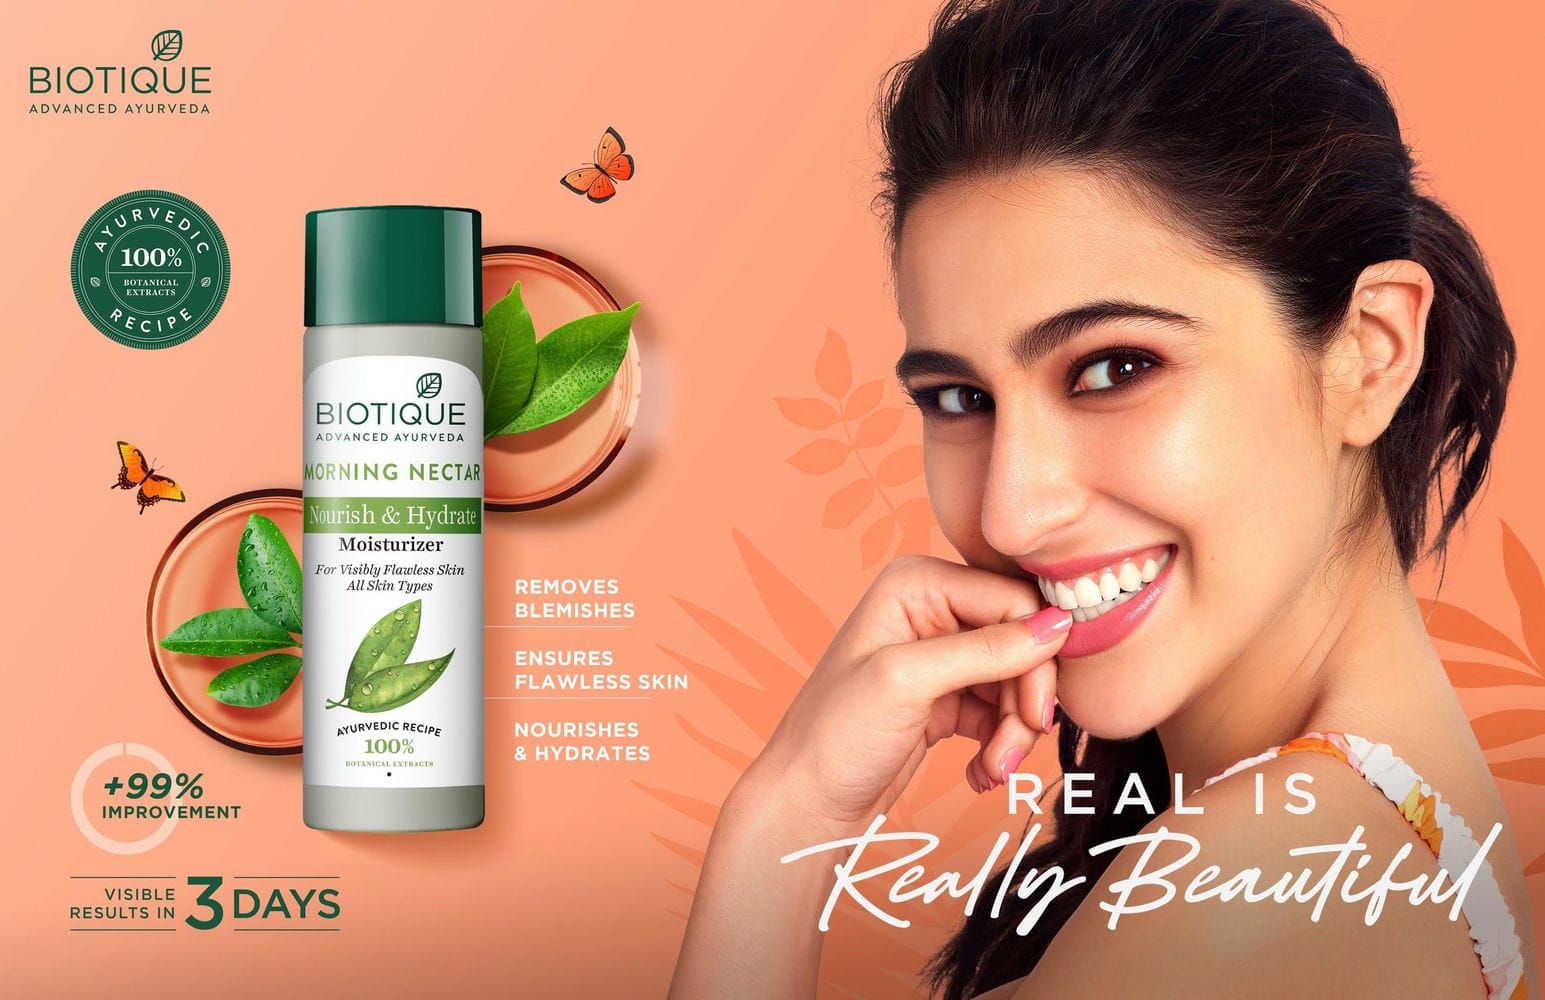 BIOTIQUE
ADVANCED AYURVEDA
AYURVEDIC
100%
BOTANICAL
EXTRACTS
RECIPE
BIOTIQUE
ADVANCED AYURVEDA
MORNING NECTAR
Nourish & Hydrate
Moisturizer
For Visibly Flawless Skin
All Skin Types
AYURVEDIC RECIPE
100%
BOTANICAL EXTRACTS
REMOVES
BLEMISHES
ENSURES
FLAWLESS SKIN
NOURISHES
& HYDRATES
+99%
IMPROVEMENT
VISIBLE
RESULTS IN 3 DAYS
REAL IS
Really Beautiful